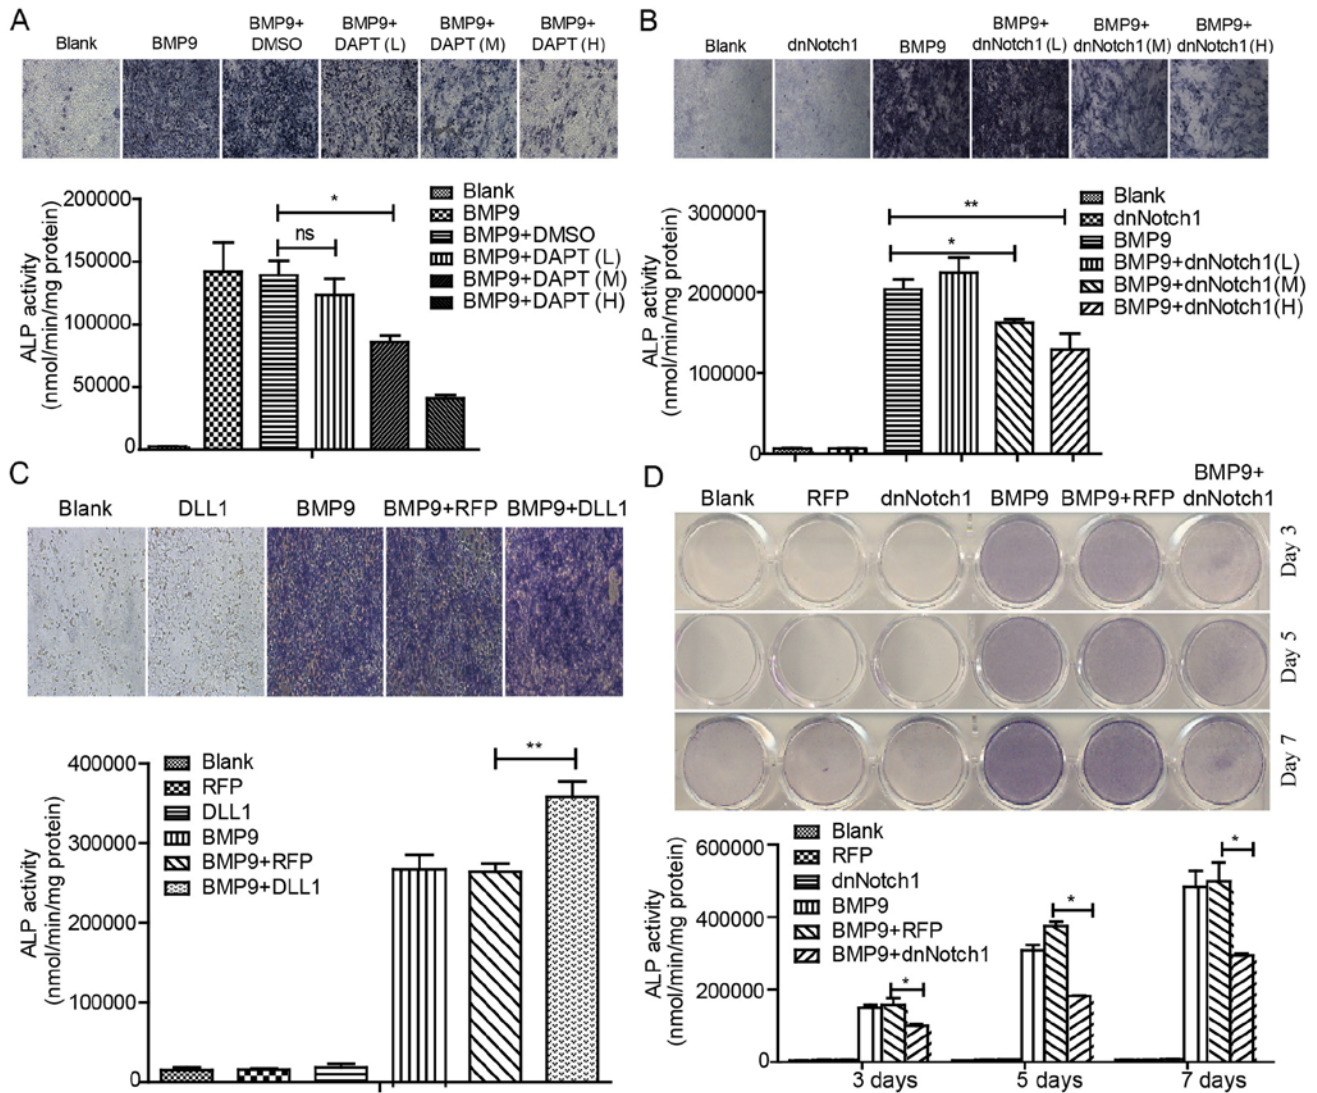 A
Blank
BMP9
BMP9+
DMSO
BMP9+
DAPT (L)
BMP9+
DAPT (M)
BMP9+
DAPT (H)
ALP activity
(nmol/min/mg protein)
200000
150000
100000
50000
0
*
ns
Blank
BMP9
BMP9+DMSO
BMP9+DAPT (L)
BMP9+DAPT (M)
BMP9+DAPT (H)
B
Blank
dnNotch1
BMP9
BMP9+
dnNotch1(L)
BMP9+
dnNotch1(M)
BMP9+
dnNotch1(H)
ALP activity
(nmol/min/mg protein)
300000
200000
100000
0
**
*
Blank
dnNotch1
BMP9
BMP9+dnNotch1(L)
BMP9+dnNotch1(M)
BMP9+dnNotch1(H)
C
Blank
DLL1
BMP9
BMP9+RFP
BMP9+DLL1
ALP activity
(nmol/min/mg protein)
400000
300000
200000
100000
0
Blank
RFP
DLL1
BMP9
BMP9+RFP
BMP9+DLL1
**
D
Blank
RFP
dnNotch1
BMP9
BMP9+RFP
BMP9+
dnNotch1
Day 3
Day 5
Day 7
ALP activity
(nmol/min/mg protein)
600000
400000
200000
0
Blank
RFP
dnNotch1
BMP9
BMP9+RFP
BMP9+dnNotch1
*
*
*
3 days
5 days
7 days